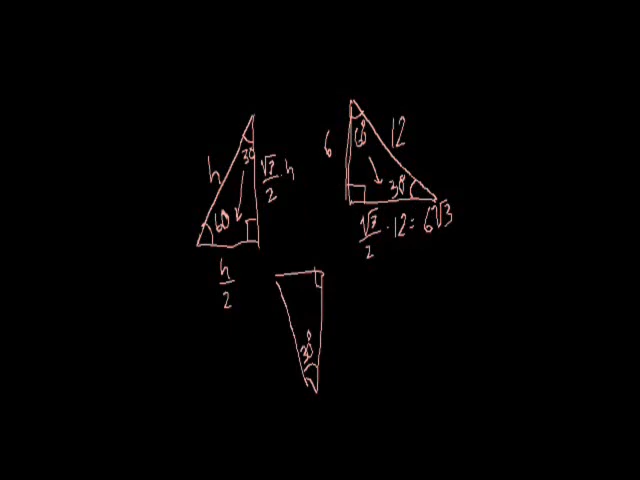 h
30
√3/2 · h
60
h/2
6
60°
12
30°
√3/2 · 12 = 6√3
30°